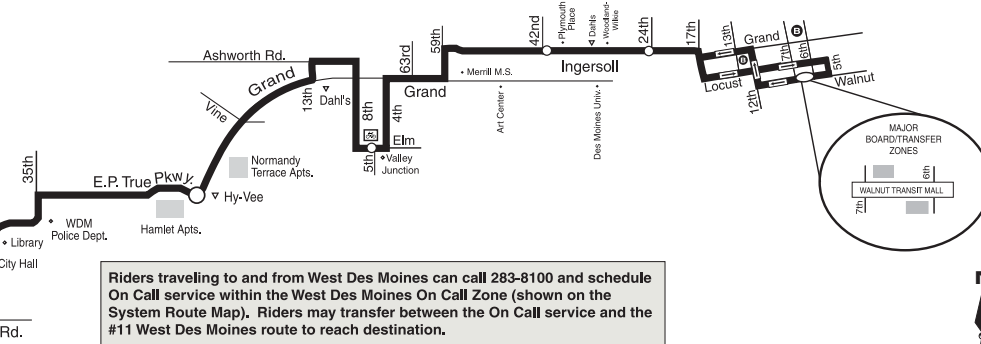 42nd
Plymouth
Place
Dahls
Woodland-
Wilkie
24th
17th
13th
Grand
B
7th
6th
5th
59th
63rd
Ashworth Rd.
Grand
13th
Dahl's
8th
4th
Grand
Merrill M.S.
Ingersoll
Locust
B
12th
Walnut
Vine
Art Center
Des Moines Univ.
Elm
5th
Valley
Junction
MAJOR
BOARD/TRANSFER
ZONES
6th
WALNUT TRANSIT MALL
7th
35th
Normandy
Terrace Apts.
E.P. True Pkwy.
Hy-Vee
WDM
Police Dept.
Hamlet Apts.
Library
City Hall
Riders traveling to and from West Des Moines can call 283-8100 and schedule
On Call service within the West Des Moines On Call Zone (shown on the
System Route Map). Riders may transfer between the On Call service and the
#11 West Des Moines route to reach destination.
Rd.